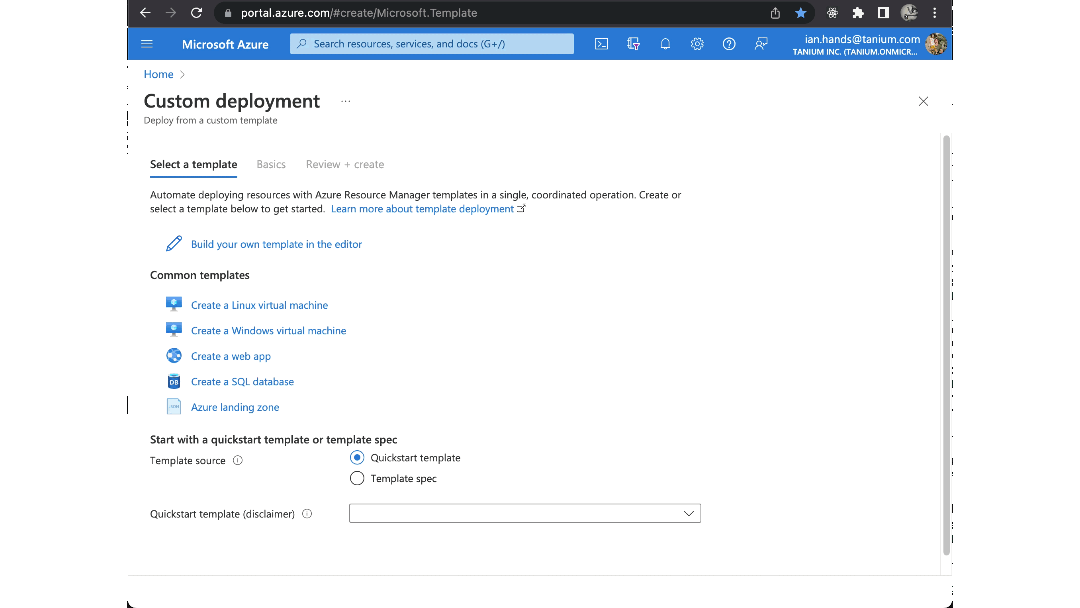 portal.azure.com/#create/Microsoft.Template
Microsoft Azure
Search resources, services, and docs (G+/)
ian.hands@tanium.com
TANIUM INC. (TANIUM.ONMICR...
Home
Custom deployment ...
Deploy from a custom template
Select a template Basics Review + create
Automate deploying resources with Azure Resource Manager templates in a single, coordinated operation. Create or
select a template below to get started. Learn more about template deployment
Build your own template in the editor
Common templates
Create a Linux virtual machine
Create a Windows virtual machine
Create a web app
DB Create a SQL database
Azure landing zone
Start with a quickstart template or template spec
Template source Quickstart template
Template spec
Quickstart template (disclaimer)